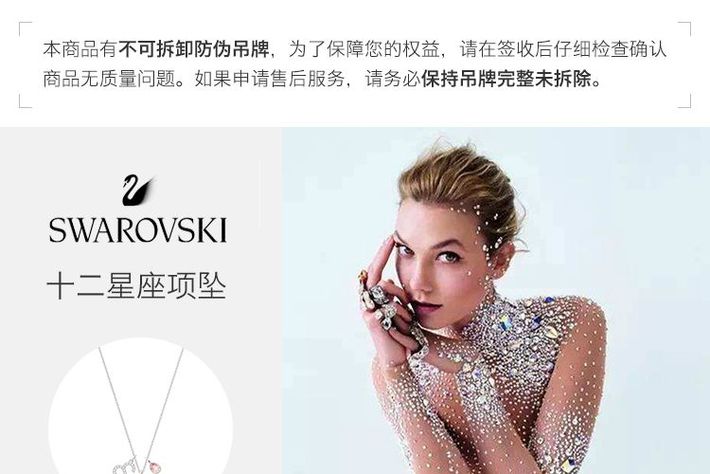 本商品有不可拆卸防伪吊牌，为了保障您的权益，请在签收后仔细检查确认
商品无质量问题。如果申请售后服务，请务必保持吊牌完整未拆除。
SWAROVSKI
十二星座项坠